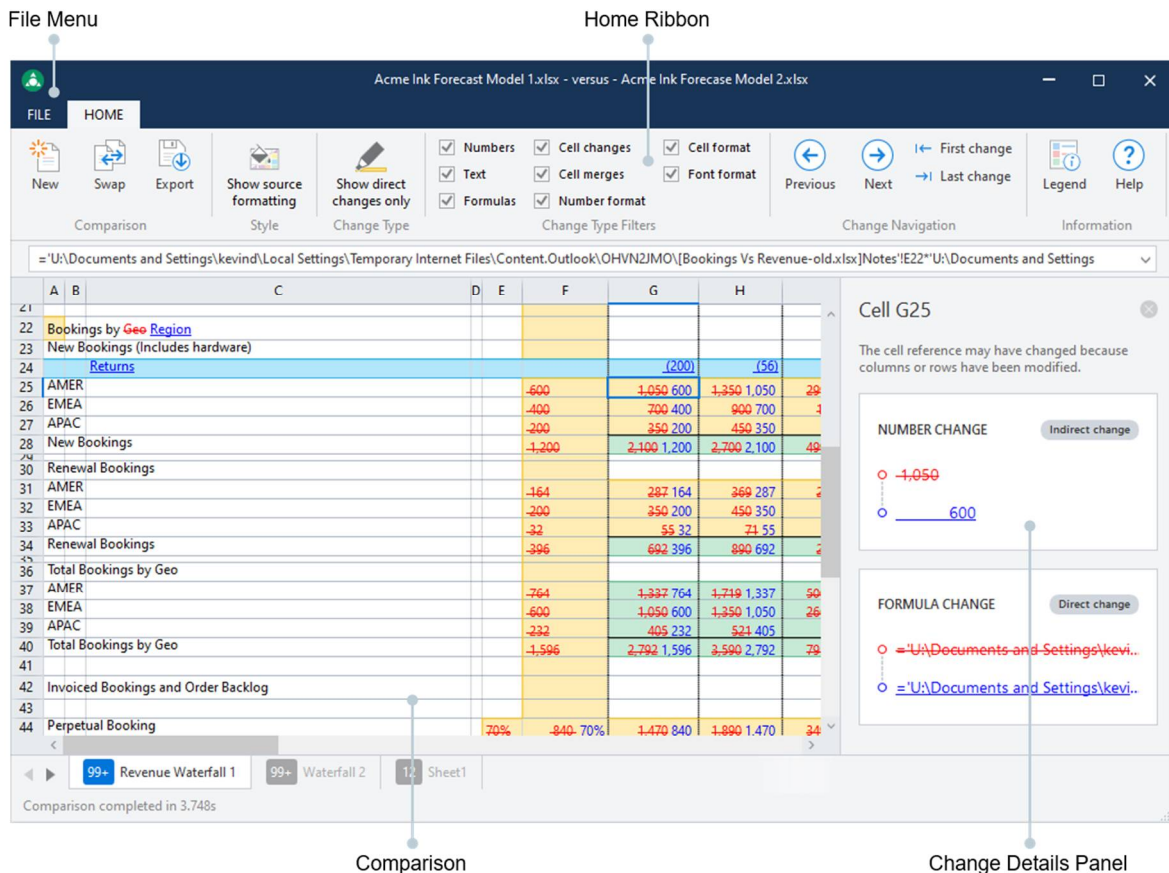 File Menu
Home Ribbon
Acme Ink Forecast Model 1.xlsx - versus - Acme Ink Forecase Model 2.xlsx
FILE HOME
New Swap Export
Comparison
Show source formatting
Style
Show direct changes only
Change Type
Numbers Cell changes Cell format
Text Cell merges Font format
Formulas Number format
Change Type Filters
Previous Next
First change
Last change
Change Navigation
Legend Help
Information
='U:\Documents and Settings\kevind\Local Settings\Temporary Internet Files\Content.Outlook\OHVN2JMO\[Bookings Vs Revenue-old.xlsx]Notes'!E22*'U:\Documents and Settings
A B C D E F G H
21
22 Bookings by Geo Region
23 New Bookings (Includes hardware)
24 Returns (200) (56)
25 AMER 600 1,050 600 1,350 1,050 29
26 EMEA 400 700 400 900 700 1
27 APAC 200 350 200 450 350
28 New Bookings 1,200 2,100 1,200 2,700 2,100 49
29
30 Renewal Bookings
31 AMER 164 287 164 369 287 2
32 EMEA 200 350 200 450 350
33 APAC 32 55 32 71 55
34 Renewal Bookings 396 692 396 890 692 2
35
36 Total Bookings by Geo
37 AMER 764 1,337 764 1,719 1,337 50
38 EMEA 600 1,050 600 1,350 1,050 26
39 APAC 232 405 232 521 405
40 Total Bookings by Geo 1,596 2,792 1,596 3,590 2,792 79
41
42 Invoiced Bookings and Order Backlog
43
44 Perpetual Booking 70% 840 70% 1,470 840 1,890 1,470 34
Cell G25
The cell reference may have changed because
columns or rows have been modified.
NUMBER CHANGE Indirect change
1,050
600
FORMULA CHANGE Direct change
='U:\Documents and Settings\kevi...
='U:\Documents and Settings\kevi...
99+ Revenue Waterfall 1 99+ Waterfall 2 12 Sheet1
Comparison completed in 3.748s
Comparison
Change Details Panel